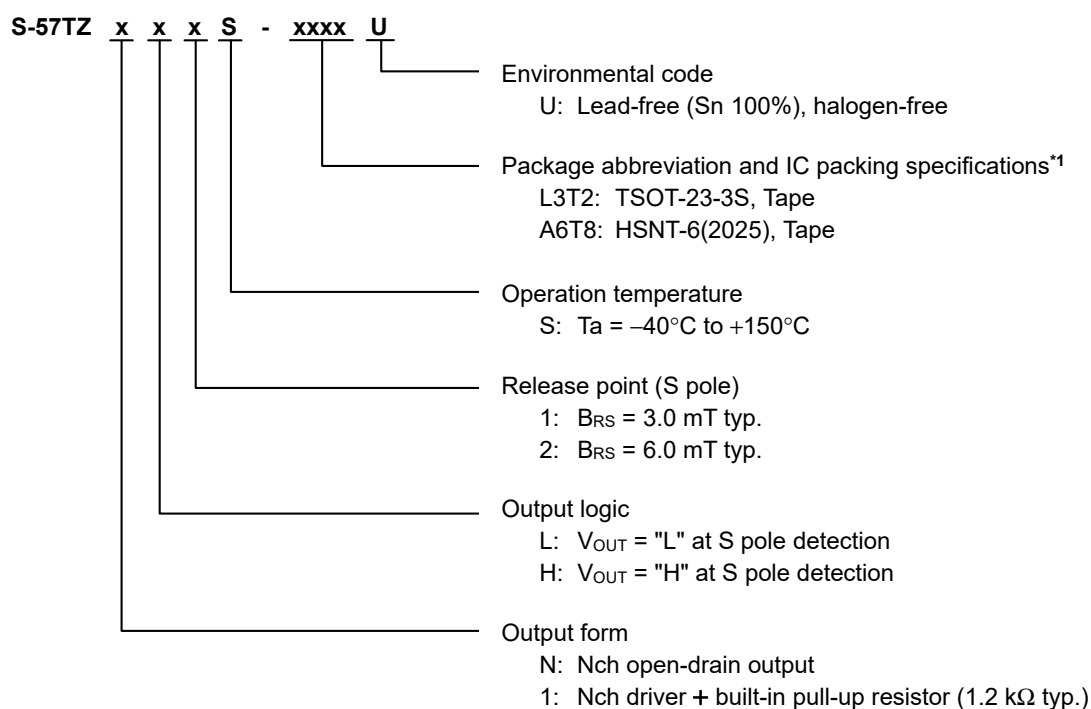 S-57TZ x x x S - xxxx U
Environmental code
U: Lead-free (Sn 100%), halogen-free
Package abbreviation and IC packing specifications*1
L3T2: TSOT-23-3S, Tape
A6T8: HSNT-6(2025), Tape
Operation temperature
S: Ta = −40°C to +150°C
Release point (S pole)
1: BRS = 3.0 mT typ.
2: BRS = 6.0 mT typ.
Output logic
L: VOUT = "L" at S pole detection
H: VOUT = "H" at S pole detection
Output form
N: Nch open-drain output
1: Nch driver + built-in pull-up resistor (1.2 kΩ typ.)